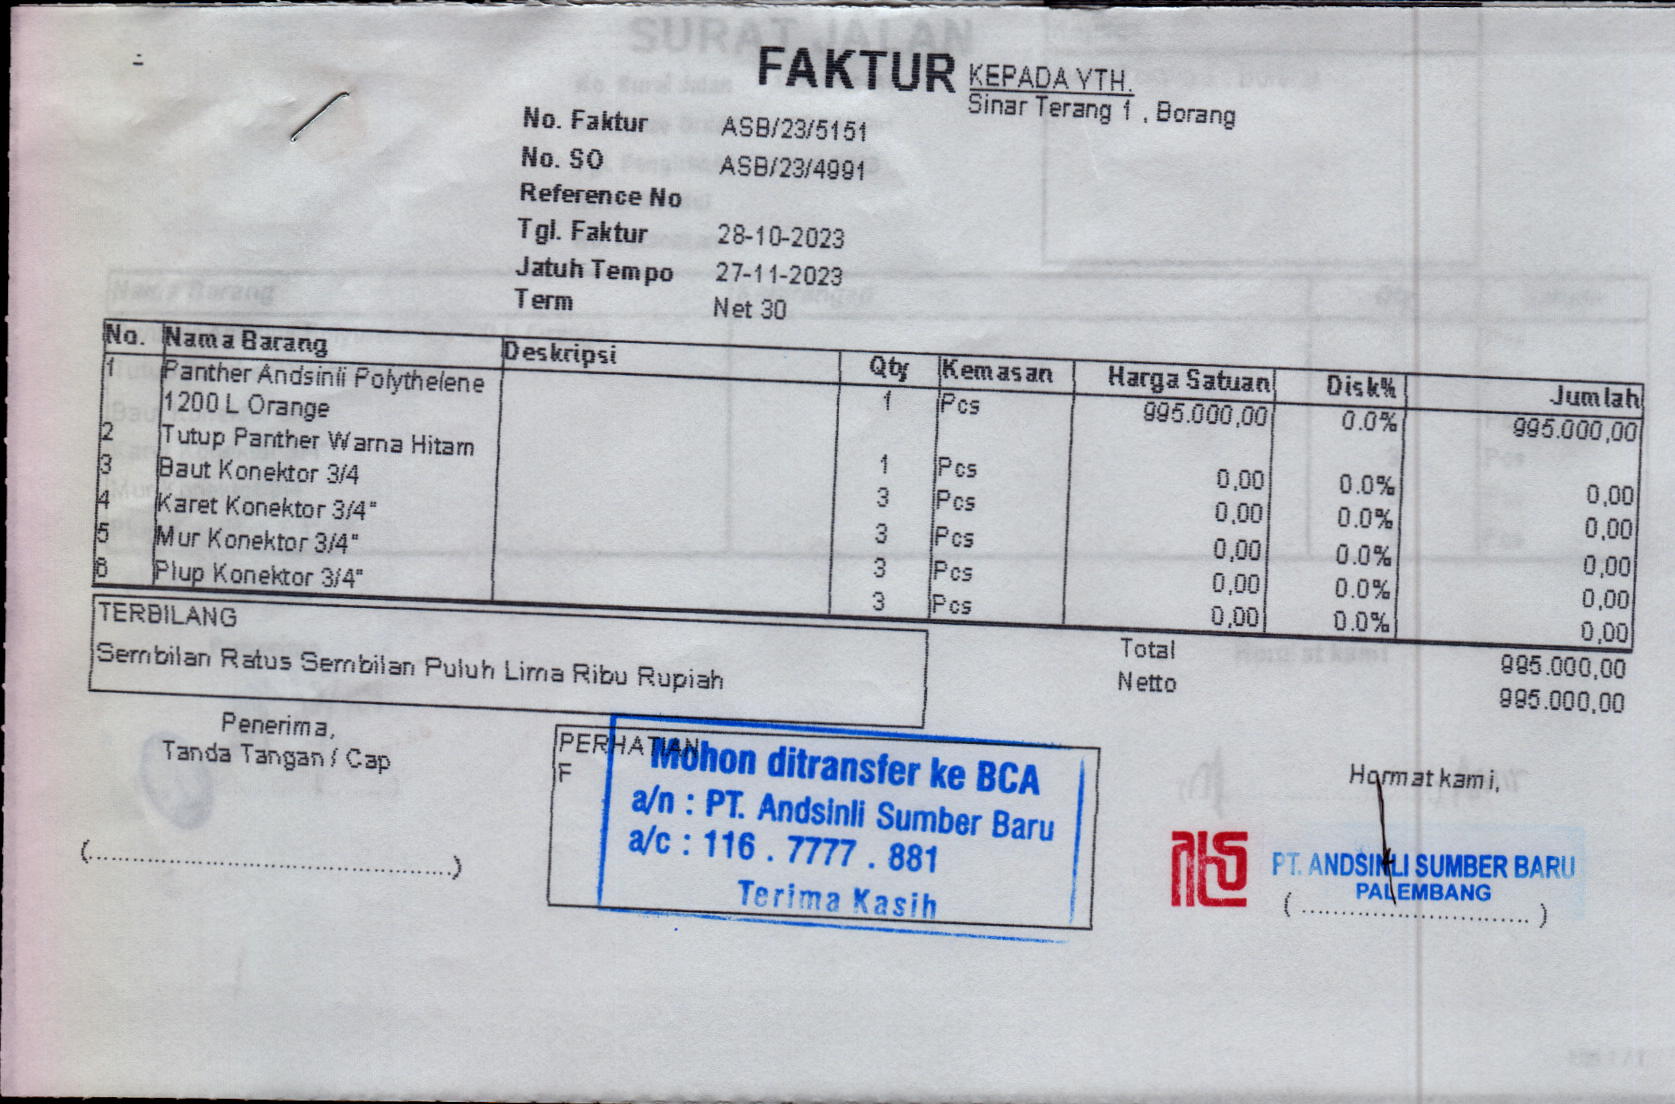 FAKTUR
KEPADA YTH.
Sinar Terang 1 , Borang
No. Faktur ASB/23/5151
No. SO ASB/23/4991
Reference No
Tgl. Faktur 28-10-2023
Jatuh Tempo 27-11-2023
Term Net 30
No. Nama Barang Deskripsi Qty Kemasan Harga Satuan Disk% Jumlah
1 Panther Andsinli Polythelene 1 Pcs 995.000,00 0.0% 995.000,00
1200 L Orange
2 Tutup Panther Warna Hitam 1 Pcs 0,00 0.0% 0,00
3 Baut Konektor 3/4 3 Pcs 0,00 0.0% 0,00
4 Karet Konektor 3/4" 3 Pcs 0,00 0.0% 0,00
5 Mur Konektor 3/4" 3 Pcs 0,00 0.0% 0,00
6 Plup Konektor 3/4" 3 Pcs 0,00 0.0% 0,00
TERBILANG
Sembilan Ratus Sembilan Puluh Lima Ribu Rupiah
Total 995.000,00
Netto 995.000,00
Penerima,
Tanda Tangan / Cap
(..............................................)
PERHATIAN
F
Mohon ditransfer ke BCA
a/n : PT. Andsinli Sumber Baru
a/c : 116 . 7777 . 881
Terima Kasih
Hormat kami,
PT. ANDSINLI SUMBER BARU
PALEMBANG
( ............................. )
SURAT JALAN